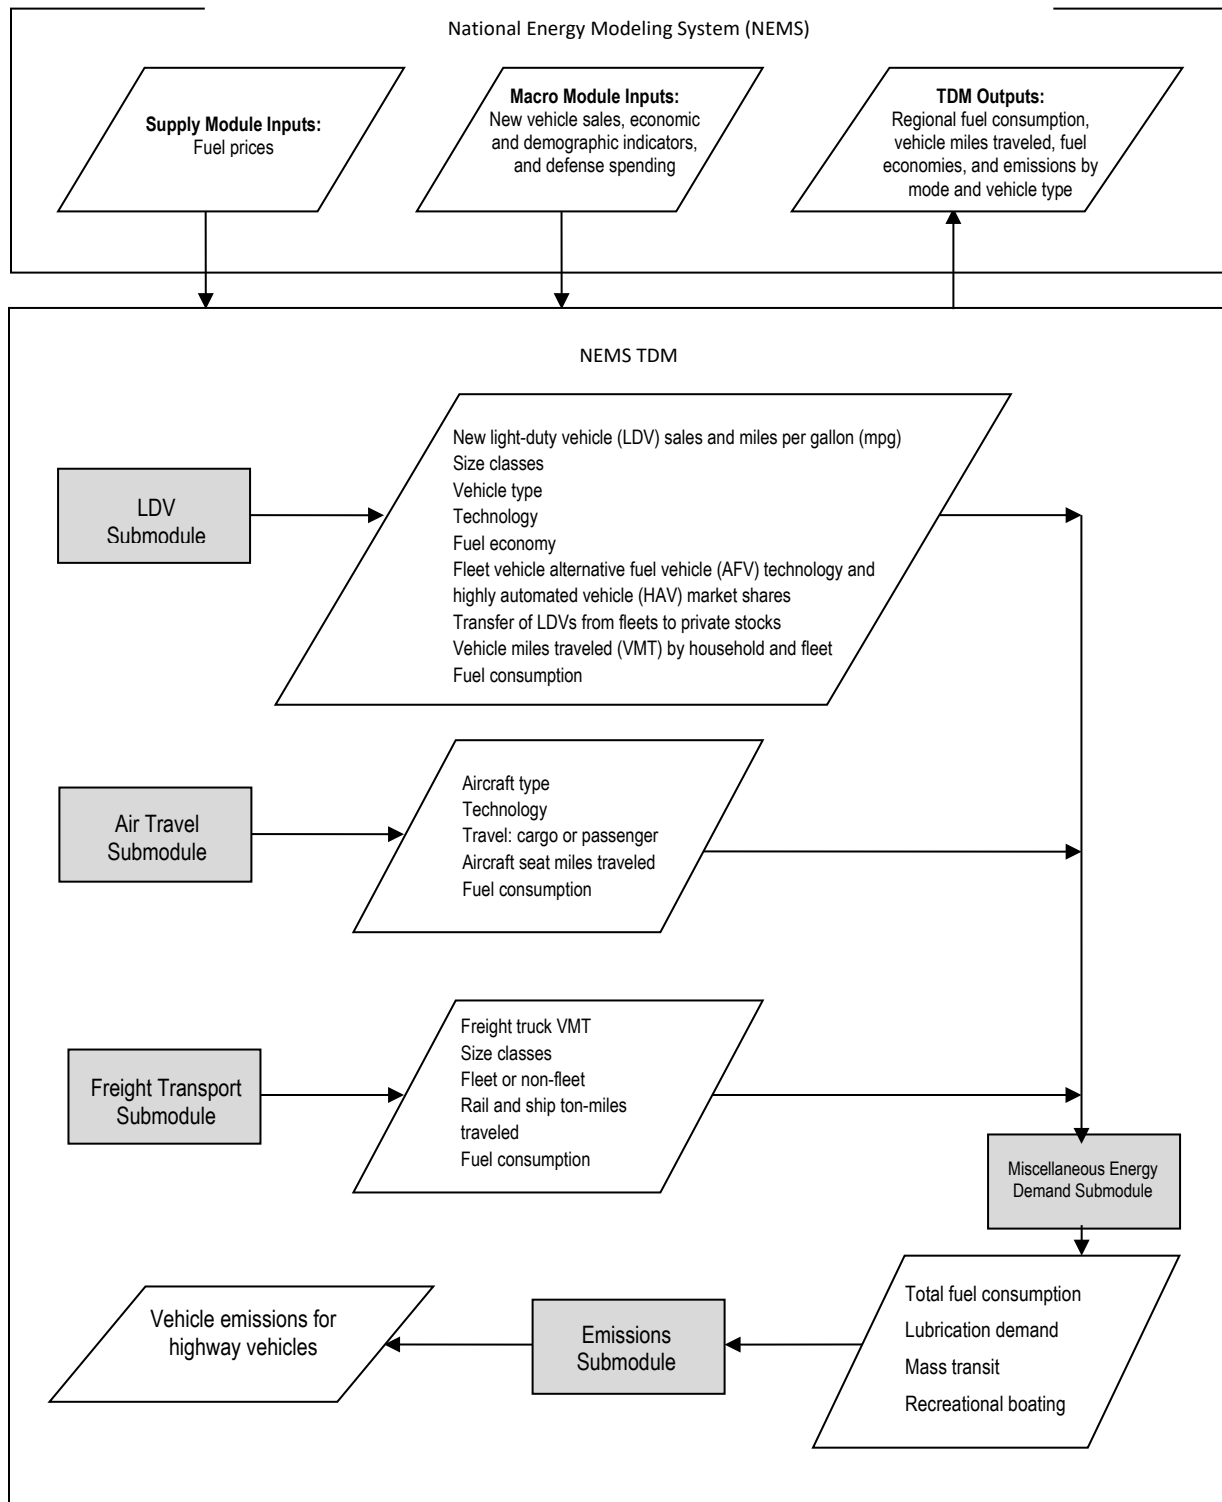 National Energy Modeling System (NEMS)
Supply Module Inputs:
Fuel prices
Macro Module Inputs:
New vehicle sales, economic
and demographic indicators,
and defense spending
TDM Outputs:
Regional fuel consumption,
vehicle miles traveled, fuel
economies, and emissions by
mode and vehicle type
NEMS TDM
LDV
Submodule
New light-duty vehicle (LDV) sales and miles per gallon (mpg)
Size classes
Vehicle type
Technology
Fuel economy
Fleet vehicle alternative fuel vehicle (AFV) technology and
highly automated vehicle (HAV) market shares
Transfer of LDVs from fleets to private stocks
Vehicle miles traveled (VMT) by household and fleet
Fuel consumption
Air Travel
Submodule
Aircraft type
Technology
Travel: cargo or passenger
Aircraft seat miles traveled
Fuel consumption
Freight Transport
Submodule
Freight truck VMT
Size classes
Fleet or non-fleet
Rail and ship ton-miles
traveled
Fuel consumption
Miscellaneous Energy
Demand Submodule
Total fuel consumption
Lubrication demand
Mass transit
Recreational boating
Emissions
Submodule
Vehicle emissions for
highway vehicles